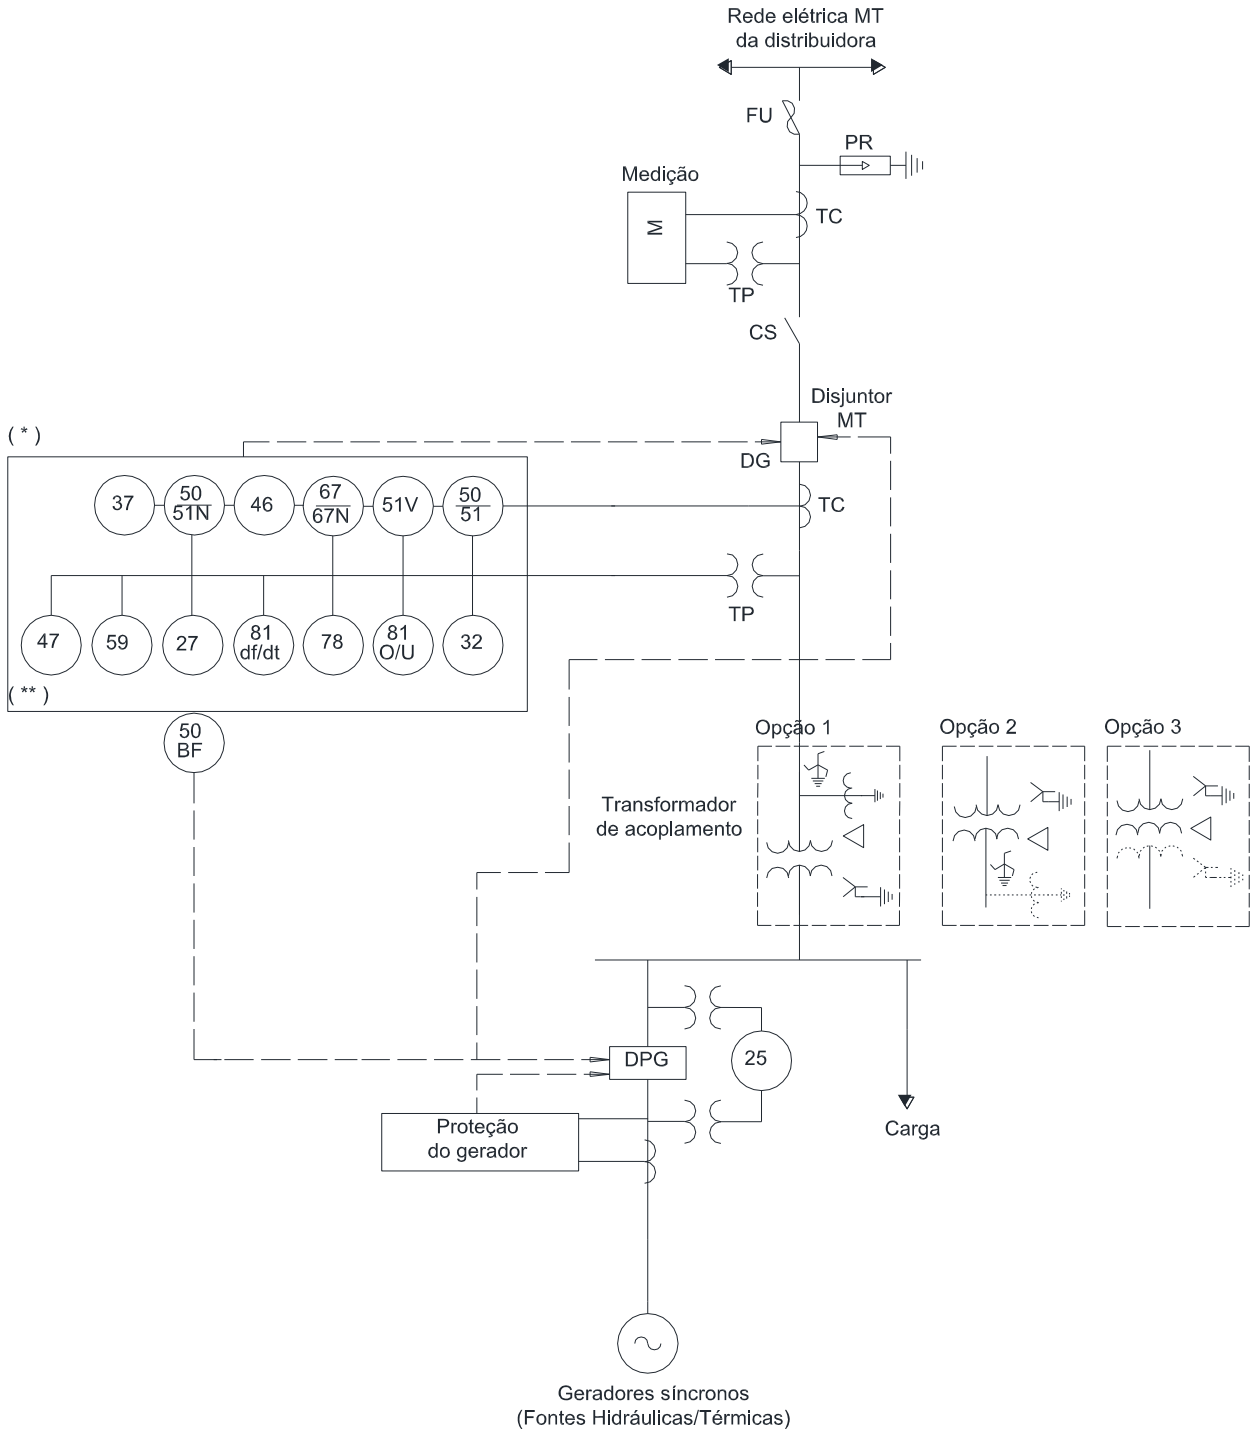 Rede elétrica MT
da distribuidora
FU
PR
Medição
M
TC
TP
CS
Disjuntor
MT
DG
( * )
37
50
51N
46
67
67N
51V
50
51
TC
TP
47
59
27
81
df/dt
78
81
O/U
32
( ** )
50
BF
Opção 1
Opção 2
Opção 3
Transformador
de acoplamento
DPG
25
Proteção
do gerador
Carga
Geradores síncronos
(Fontes Hidráulicas/Térmicas)